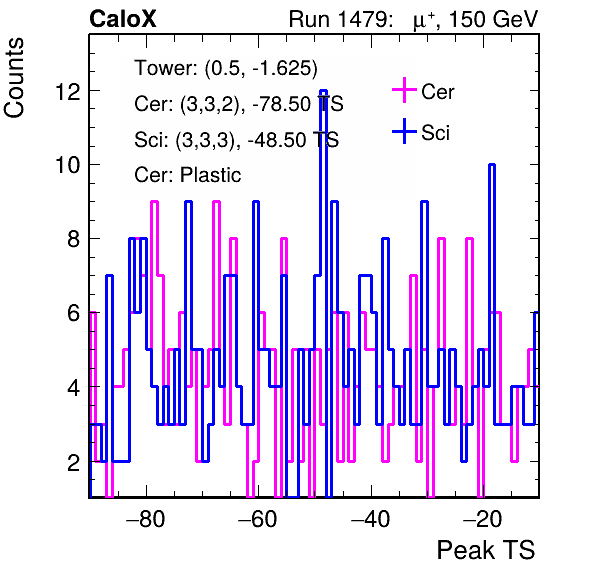 CaloX Run 1479: μ⁺, 150 GeV
Counts
Tower: (0.5, -1.625)
Cer: (3,3,2), -78.50 TS
Sci: (3,3,3), -48.50 TS
Cer: Plastic
Cer
Sci
12
10
8
6
4
2
−80 −60 −40 −20
Peak TS